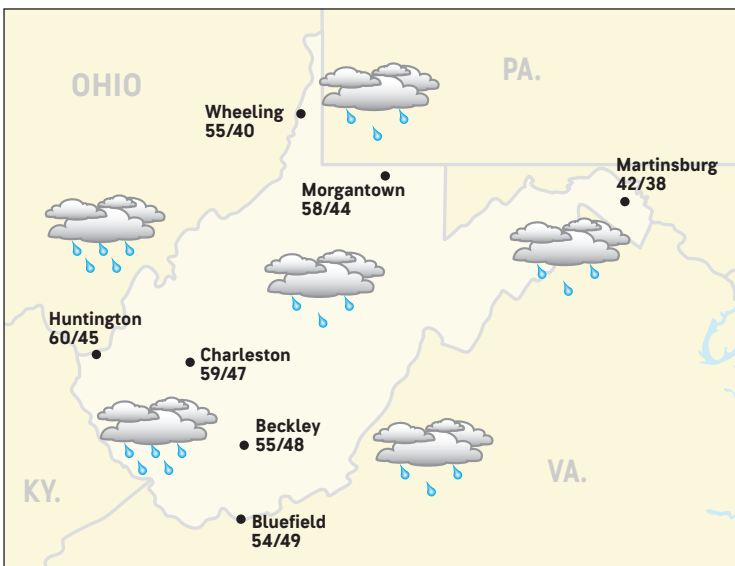 OHIO
PA.
Wheeling
55/40
Morgantown
58/44
Martinsburg
42/38
Huntington
60/45
Charleston
59/47
Beckley
55/48
KY.
VA.
Bluefield
54/49